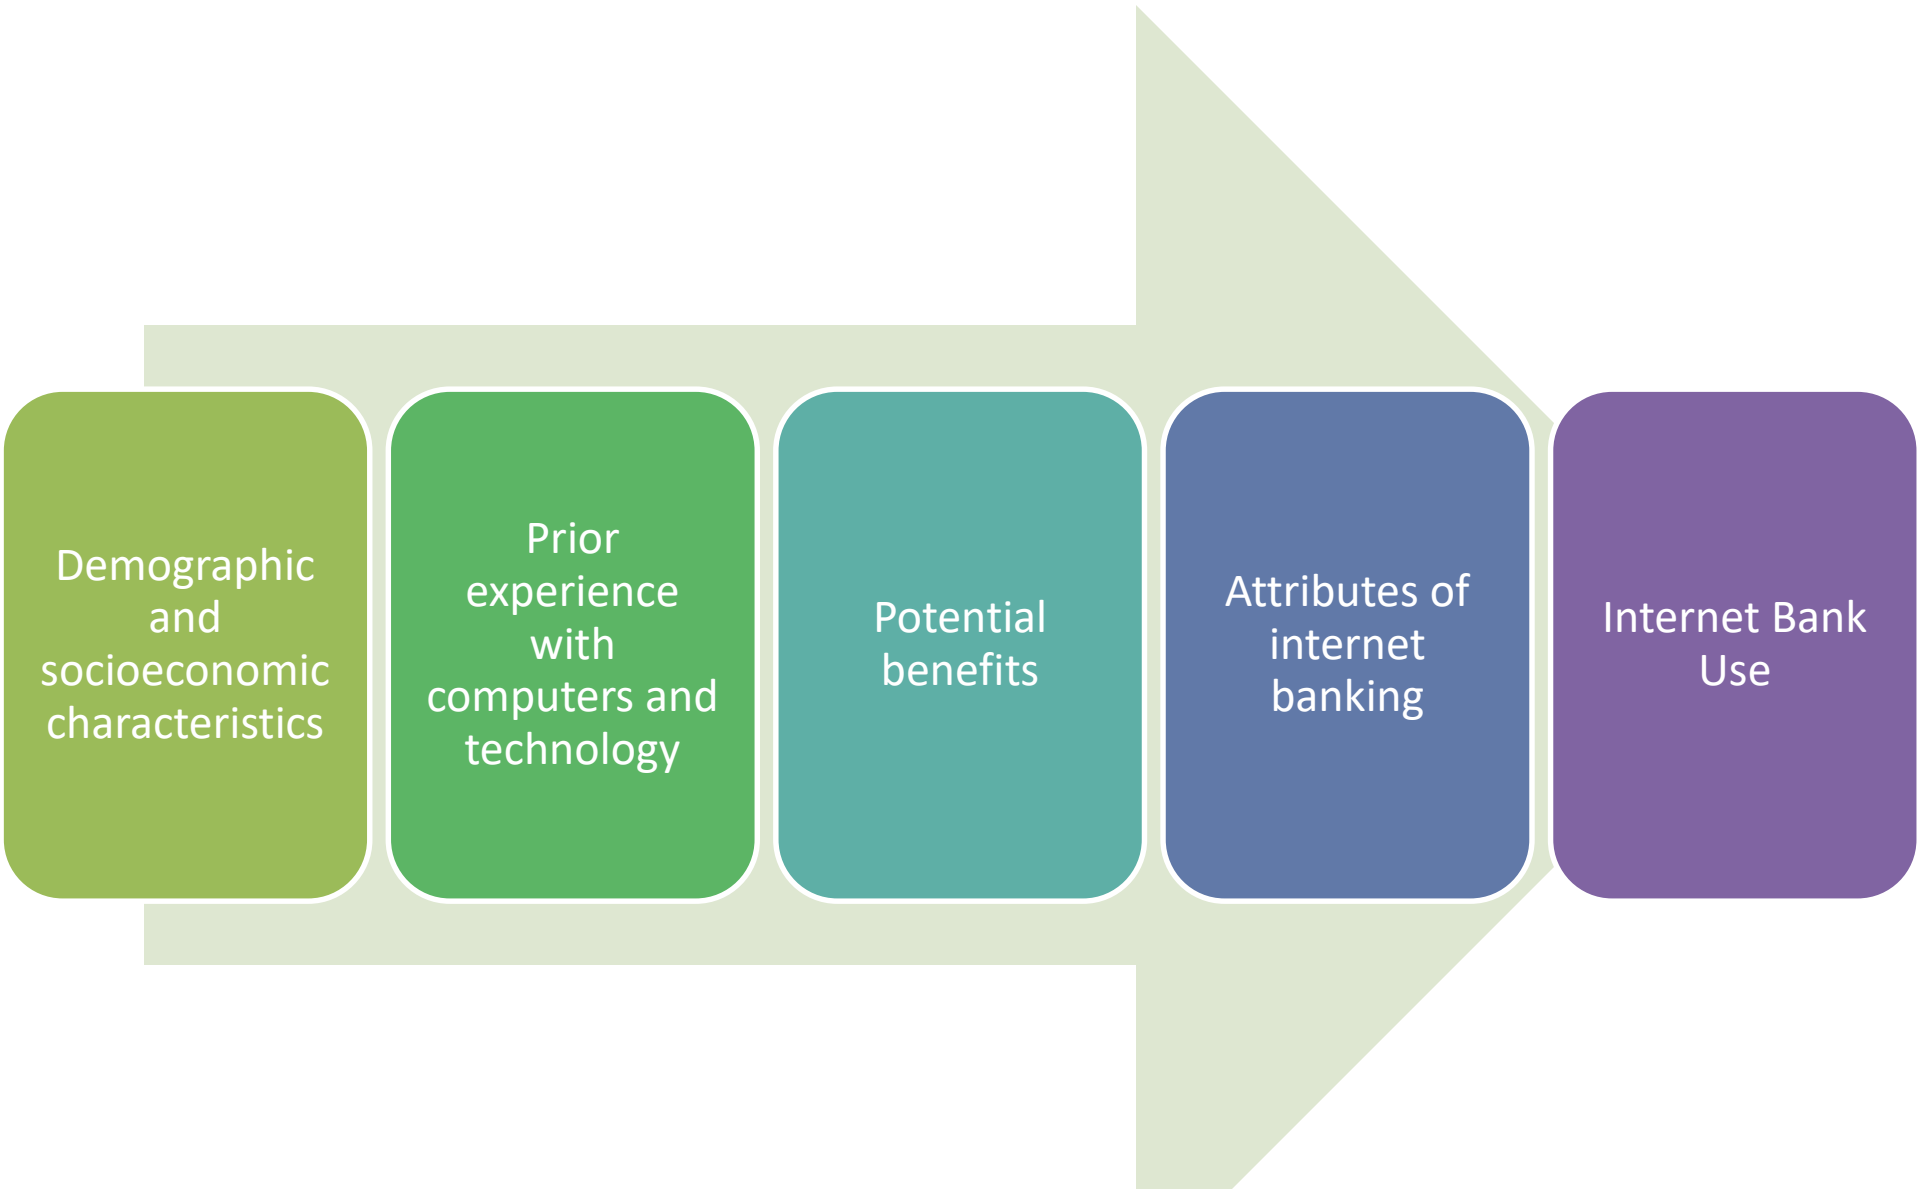 Demographic
and
socioeconomic
characteristics
Prior
experience
with
computers and
technology
Potential
benefits
Attributes of
internet
banking
Internet Bank
Use